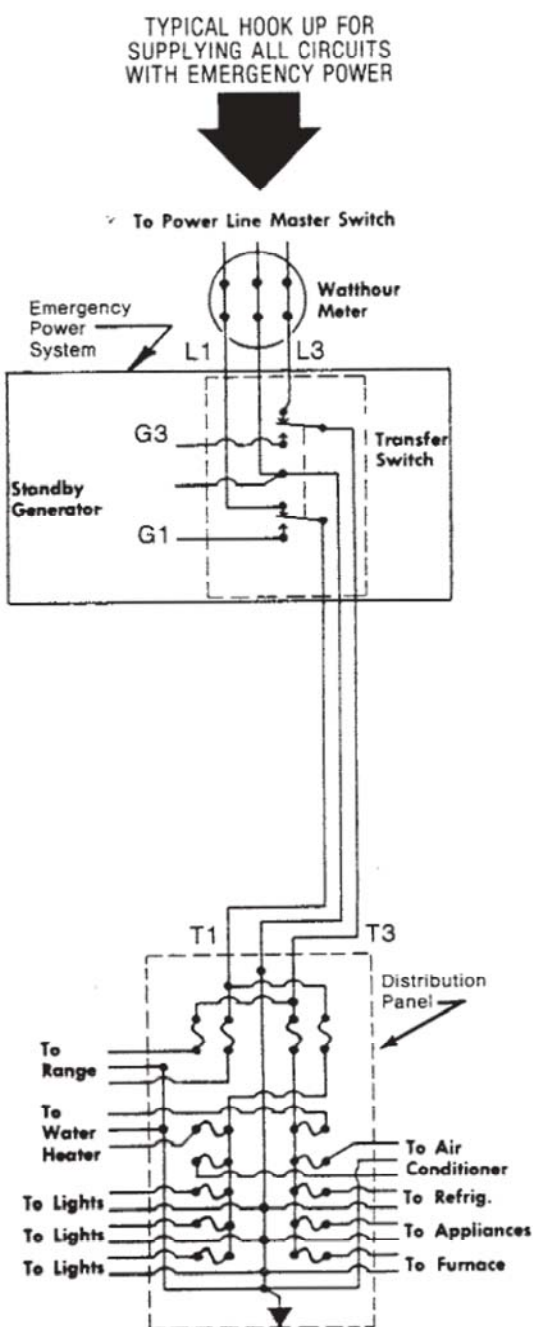 TYPICAL HOOK UP FOR
SUPPLYING ALL CIRCUITS
WITH EMERGENCY POWER
To Power Line Master Switch
Watthour
Meter
Emergency
Power
System
L1
L3
G3
Transfer
Switch
Standby
Generator
G1
T1
T3
Distribution
Panel
To
Range
To
Water
Heater
To Air
Conditioner
To Lights
To Refrig.
To Lights
To Appliances
To Lights
To Furnace